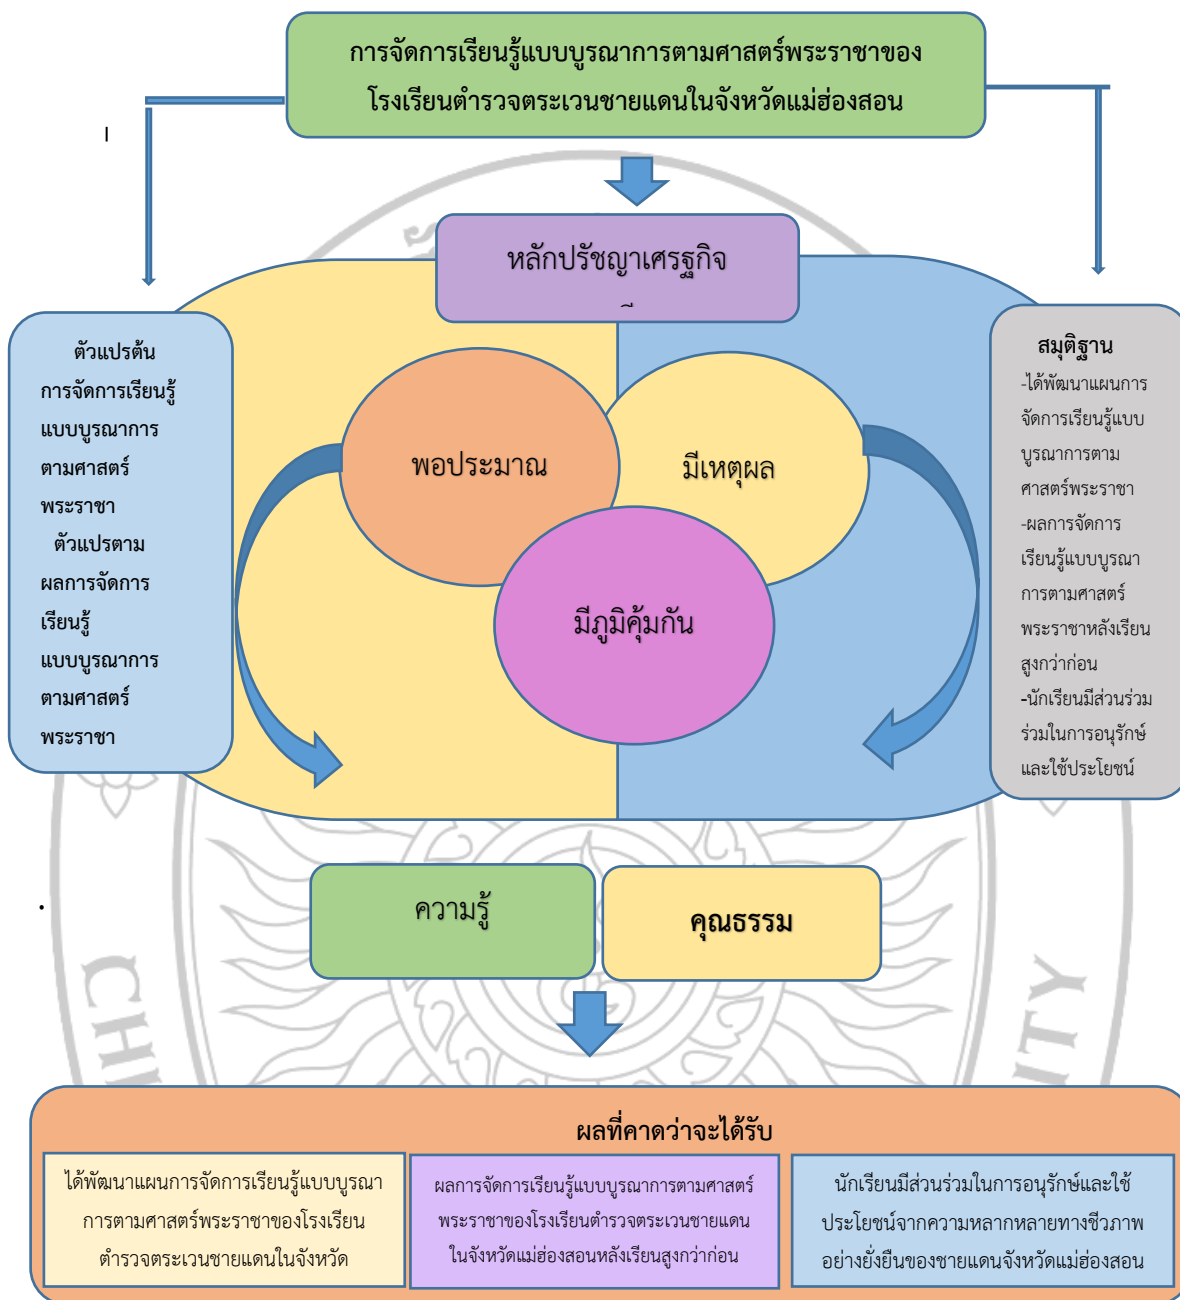 การจัดการเรียนรู้แบบบูรณาการตามศาสตร์พระราชาของ
โรงเรียนตำรวจตระเวนชายแดนในจังหวัดแม่ฮ่องสอน
หลักปรัชญาเศรฐกิจ
ตัวแปรต้น
การจัดการเรียนรู้
แบบบูรณาการ
ตามศาสตร์
พระราชา
ตัวแปรตาม
ผลการจัดการ
เรียนรู้
แบบบูรณาการ
ตามศาสตร์
พระราชา
พอประมาณ
มีเหตุผล
มีภูมิคุ้มกัน
สมุติฐาน
-ได้พัฒนาแผนการ
จัดการเรียนรู้แบบ
บูรณาการตาม
ศาสตร์พระราชา
-ผลการจัดการ
เรียนรู้แบบบูรณา
การตามศาสตร์
พระราชาหลังเรียน
สูงกว่าก่อน
-นักเรียนมีส่วนร่วม
ร่วมในการอนุรักษ์
และใช้ประโยชน์
ความรู้
คุณธรรม
ผลที่คาดว่าจะได้รับ
ได้พัฒนาแผนการจัดการเรียนรู้แบบบูรณา
การตามศาสตร์พระราชาของโรงเรียน
ตำรวจตระเวนชายแดนในจังหวัด
ผลการจัดการเรียนรู้แบบบูรณาการตามศาสตร์
พระราชาของโรงเรียนตำรวจตระเวนชายแดน
ในจังหวัดแม่ฮ่องสอนหลังเรียนสูงกว่าก่อน
นักเรียนมีส่วนร่วมในการอนุรักษ์และใช้
ประโยชน์จากความหลากหลายทางชีวภาพ
อย่างยั่งยืนของชายแดนจังหวัดแม่ฮ่องสอน